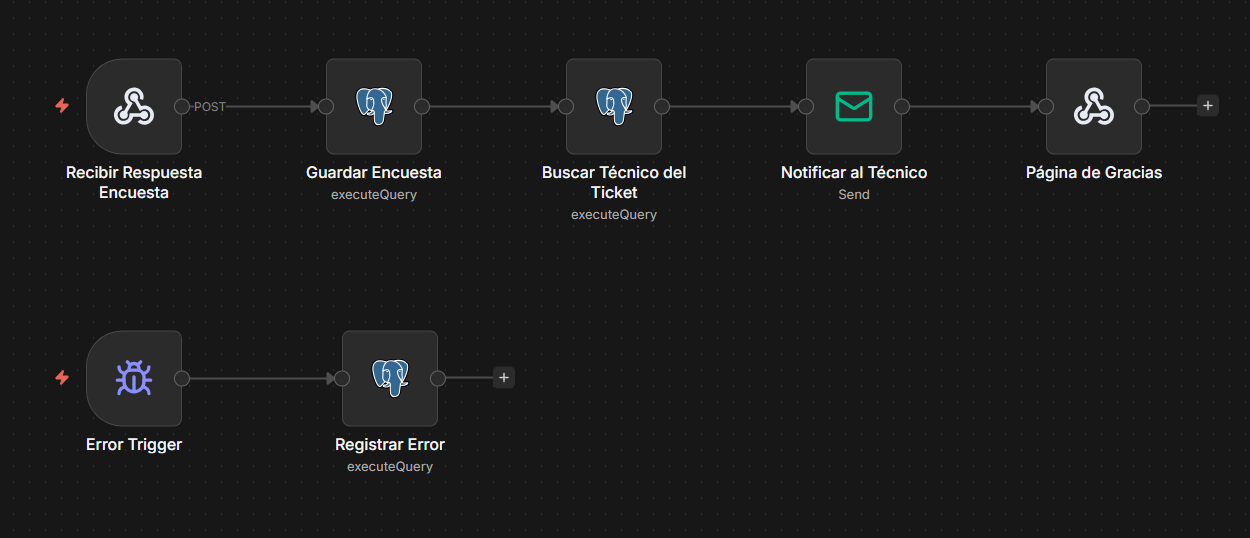 POST
Recibir Respuesta
Encuesta
Guardar Encuesta
executeQuery
Buscar Técnico del
Ticket
executeQuery
Notificar al Técnico
Send
Página de Gracias
Error Trigger
Registrar Error
executeQuery